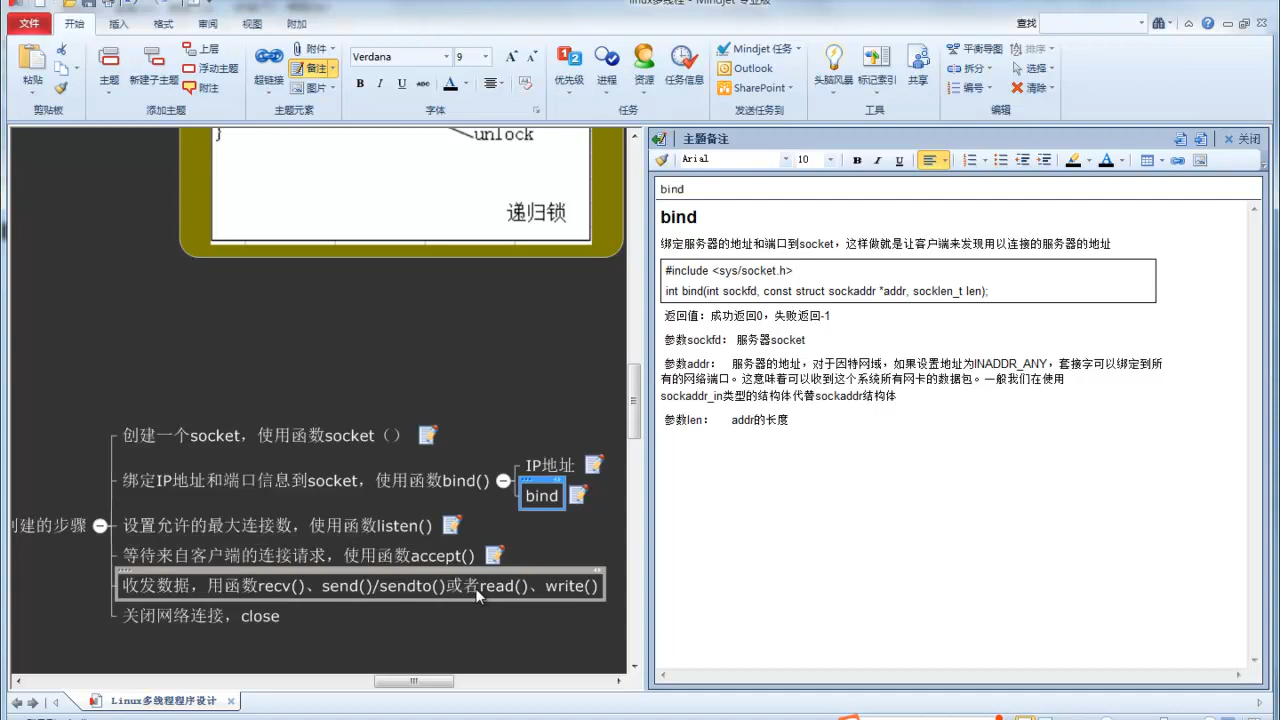 linux多线程 - Mindjet 专业版
文件 开始 插入 格式 审阅 视图 附加 查找
粘贴
剪贴板
主题 新建子主题 上层 浮动主题 附注
添加主题
超链接 附件 备注 图片
主题元素
Verdana 9
B I U abc A
字体
优先级 进程 资源 任务信息
任务
Mindjet 任务
Outlook
SharePoint
发送任务到
头脑风暴 标记索引 共享
工具
平衡导图 排序
拆分 选择
编号 清除
编辑
}
unlock
递归锁
创建的步骤
创建一个socket，使用函数socket（）
绑定IP地址和端口信息到socket，使用函数bind()
IP地址
bind
设置允许的最大连接数，使用函数listen()
等待来自客户端的连接请求，使用函数accept()
收发数据，用函数recv()、send()/sendto()或者read()、write()
关闭网络连接，close
主题备注 关闭
Arial 10 B I U A
bind
bind
绑定服务器的地址和端口到socket，这样做就是让客户端来发现用以连接的服务器的地址
#include <sys/socket.h>
int bind(int sockfd, const struct sockaddr *addr, socklen_t len);
返回值：成功返回0，失败返回-1
参数sockfd： 服务器socket
参数addr： 服务器的地址，对于因特网域，如果设置地址为INADDR_ANY，套接字可以绑定到所
有的网络端口。这意味着可以收到这个系统所有网卡的数据包。一般我们在使用
sockaddr_in类型的结构体代替sockaddr结构体
参数len： addr的长度
Linux多线程程序设计